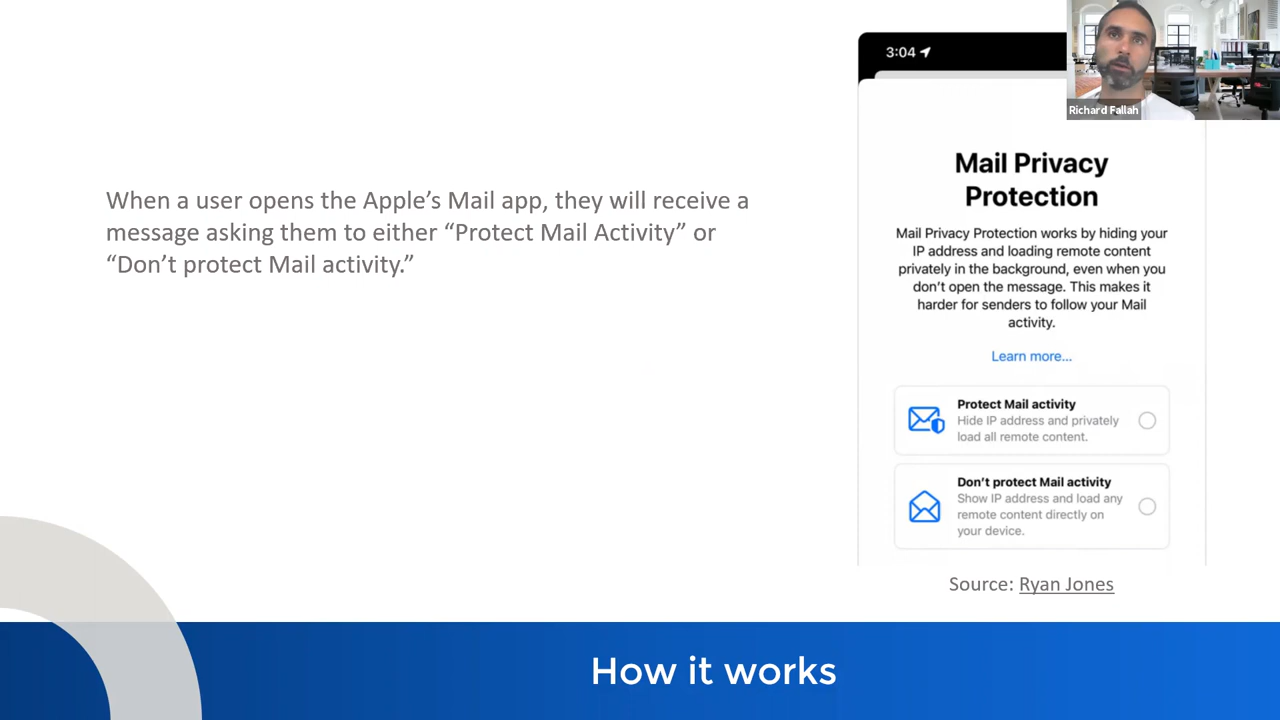 When a user opens the Apple’s Mail app, they will receive a
message asking them to either “Protect Mail Activity” or
“Don’t protect Mail activity.”
3:04
Richard Fallah
Mail Privacy
Protection
Mail Privacy Protection works by hiding your
IP address and loading remote content
privately in the background, even when you
don’t open the message. This makes it
harder for senders to follow your Mail
activity.
Learn more...
Protect Mail activity
Hide IP address and privately
load all remote content.
Don’t protect Mail activity
Show IP address and load any
remote content directly on
your device.
Source: Ryan Jones
How it works